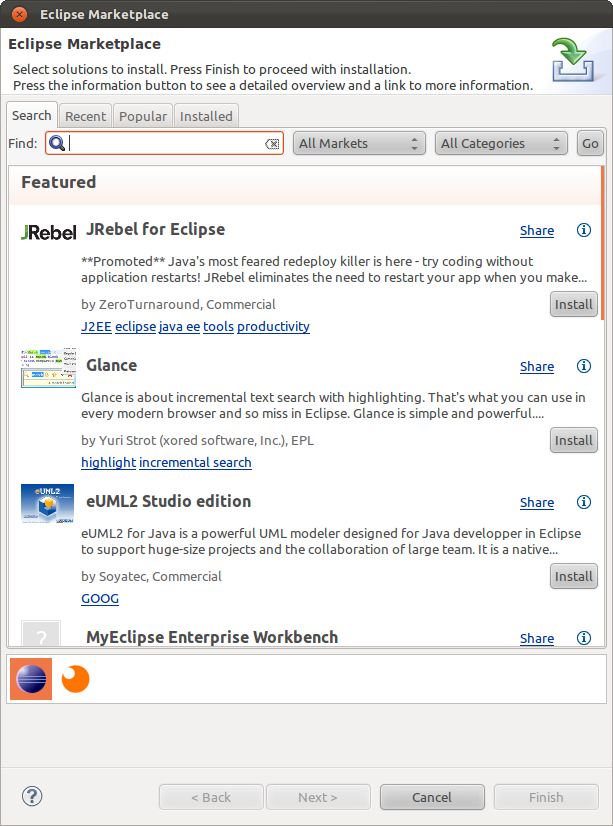 Eclipse Marketplace
Eclipse Marketplace
Select solutions to install. Press Finish to proceed with installation.
Press the information button to see a detailed overview and a link to more information.
Search Recent Popular Installed
Find: All Markets All Categories Go
Featured
JRebel JRebel for Eclipse Share
**Promoted** Java's most feared redeploy killer is here - try coding without
application restarts! JRebel eliminates the need to restart your app when you make...
by ZeroTurnaround, Commercial Install
J2EE eclipse java ee tools productivity
Glance Share
Glance is about incremental text search with highlighting. That's what you can use in
every modern browser and so miss in Eclipse. Glance is simple and powerful....
by Yuri Strot (xored software, Inc.), EPL Install
highlight incremental search
eUML2 eUML2 Studio edition Share
eUML2 for Java is a powerful UML modeler designed for Java developper in Eclipse
to support huge-size projects and the collaboration of large team. It is a native...
by Soyatec, Commercial Install
GOOG
? MyEclipse Enterprise Workbench Share
? < Back Next > Cancel Finish